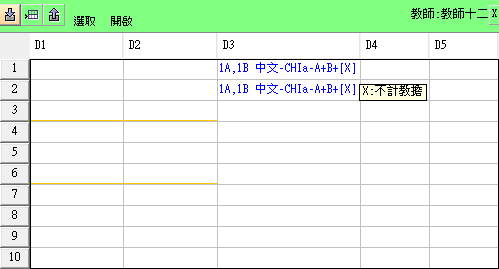 選取 開啟 教師:教師十二 X
D1 D2 D3 D4 D5
1 1A,1B 中文-CHIa-A+B+[X]
2 1A,1B 中文-CHIa-A+B+[X] X:不計教擔
3
4
5
6
7
8
9
10